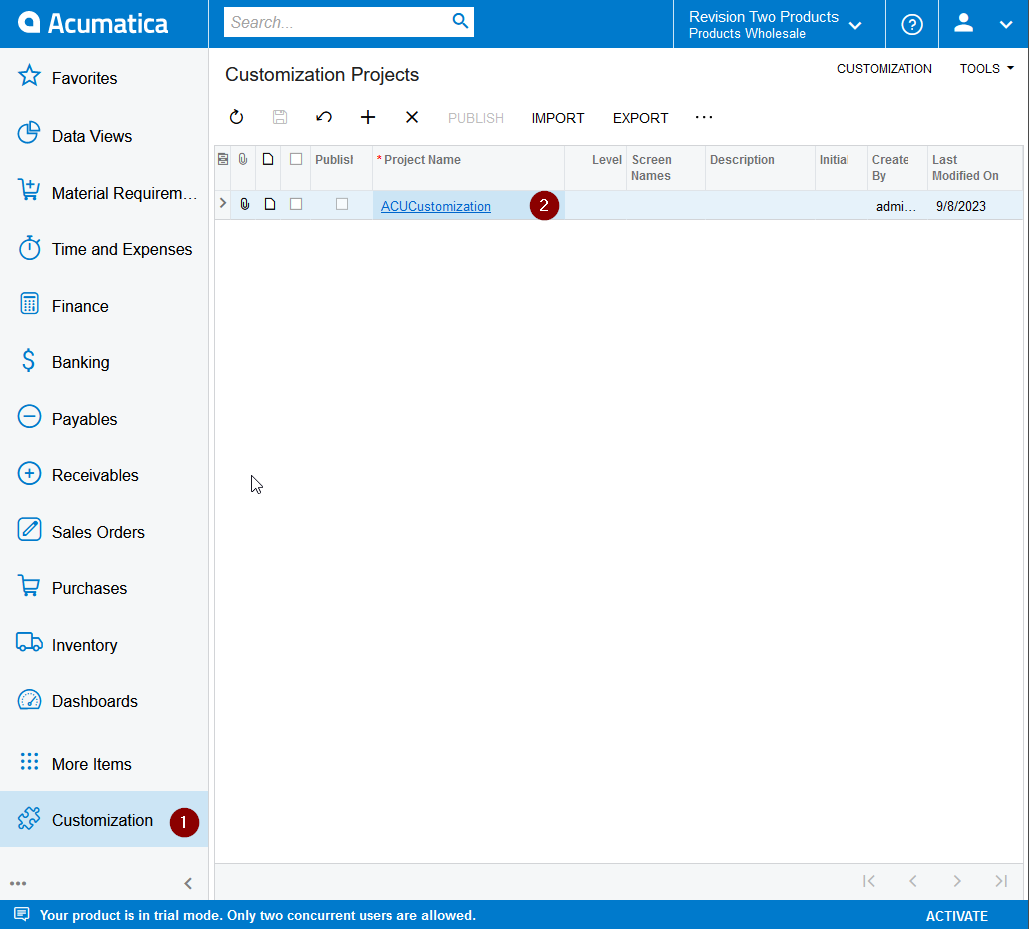 Acumatica
Search...
Revision Two Products
Products Wholesale
Favorites
Data Views
Material Requirem...
Time and Expenses
Finance
Banking
Payables
Receivables
Sales Orders
Purchases
Inventory
Dashboards
More Items
Customization 1
Customization Projects
CUSTOMIZATION TOOLS
PUBLISH IMPORT EXPORT
Publisl *Project Name Level Screen Names Description Initia Create By Last Modified On
ACUCustomization 2 admi... 9/8/2023
Your product is in trial mode. Only two concurrent users are allowed. ACTIVATE